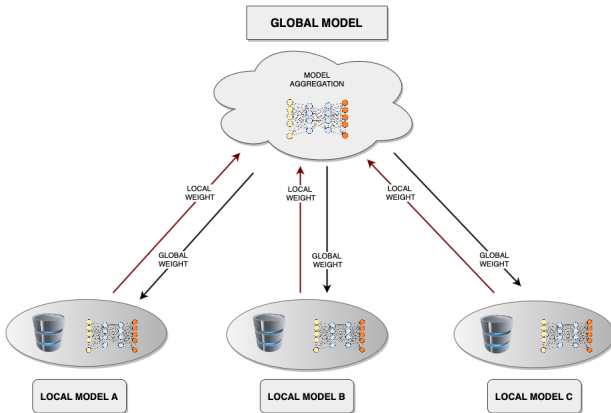 GLOBAL MODEL
MODEL
AGGREGATION
LOCAL
WEIGHT
LOCAL
WEIGHT
LOCAL
WEIGHT
GLOBAL
WEIGHT
GLOBAL
WEIGHT
GLOBAL
WEIGHT
LOCAL MODEL A
LOCAL MODEL B
LOCAL MODEL C